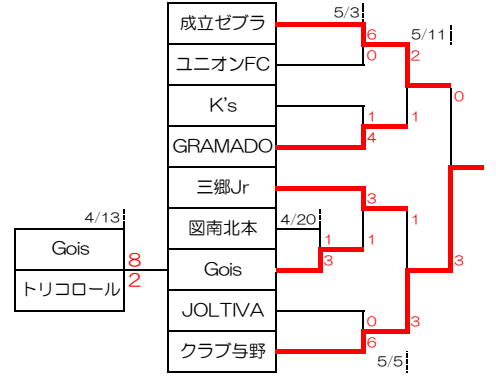 成立ゼブラ
5/3
6
5/11
ユニオンFC
0
2
K's
1
0
GRAMADO
4
1
三郷Jr
3
4/13
図南北本
4/20
1
1
1
Gois
8
Gois
3
3
トリコロール
2
JOLTIVA
0
3
クラブ与野
6
5/5